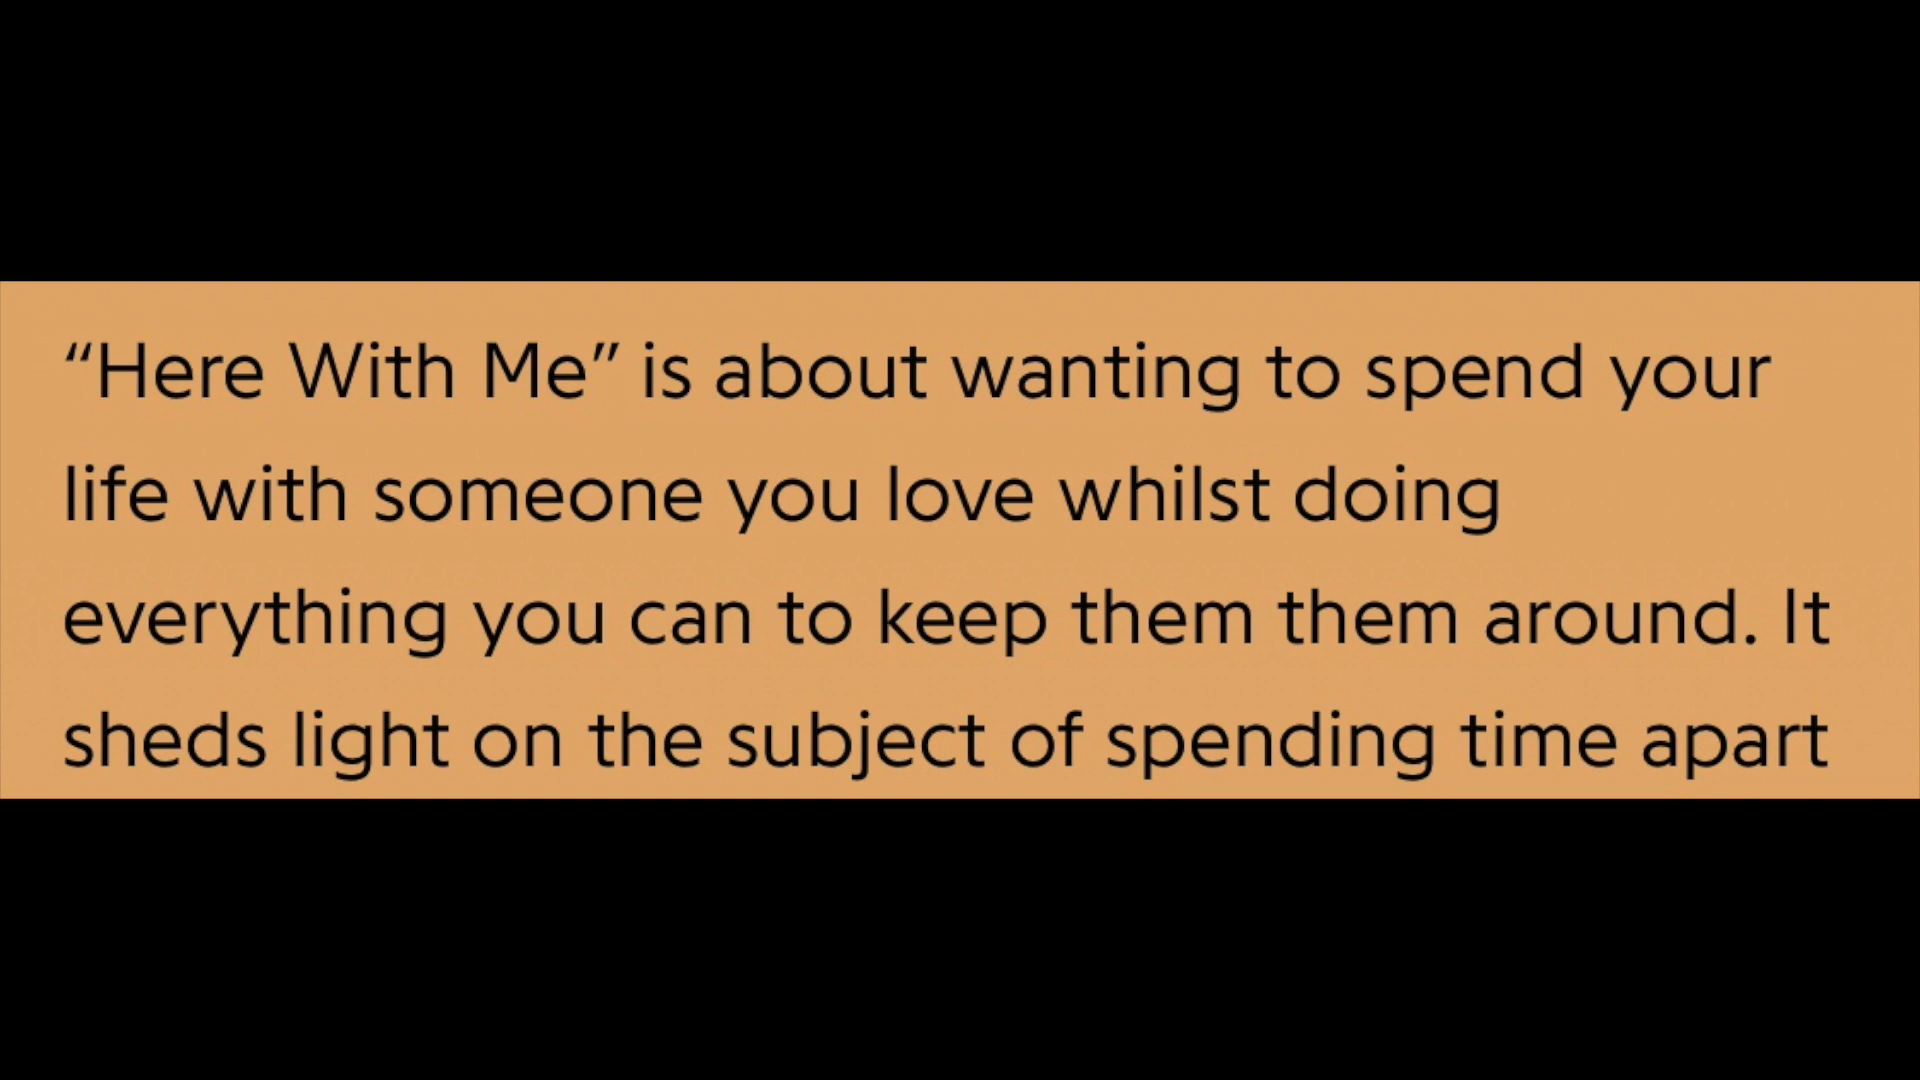 “Here With Me” is about wanting to spend your
life with someone you love whilst doing
everything you can to keep them them around. It
sheds light on the subject of spending time apart